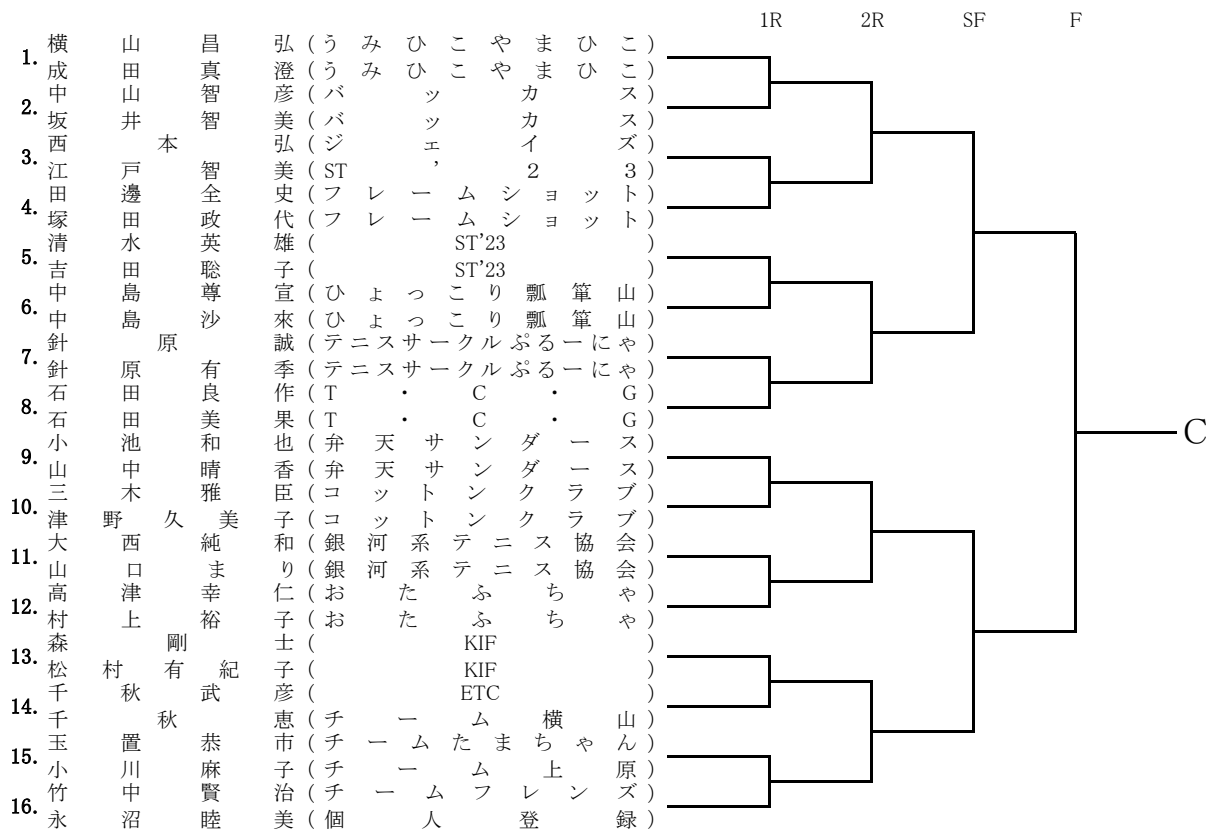 1R 2R SF F
横山昌弘(うみひこやまひこ)
1.
成田真澄(うみひこやまひこ)
中山智彦(バッカス)
2.
坂井智美(バッカス)
西本弘(ジェイズ)
3.
江戸智美(ST’23)
田邊全史(フレームショット)
4.
塚田政代(フレームショット)
清水英雄(ST’23)
5.
吉田聡子(ST’23)
中島尊宣(ひょっこり瓢箪山)
6.
中島沙來(ひょっこり瓢箪山)
針原誠(テニスサークルぷるーにゃ)
7.
針原有季(テニスサークルぷるーにゃ)
石田良作(T・C・G)
8.
石田美果(T・C・G)
C
小池和也(弁天サンダース)
9.
山中晴香(弁天サンダース)
三木雅臣(コットンクラブ)
10.
津野久美子(コットンクラブ)
大西純和(銀河系テニス協会)
11.
山口まり(銀河系テニス協会)
高津幸仁(おたふちゃ)
12.
村上裕子(おたふちゃ)
森剛士(KIF)
13.
松村有紀子(KIF)
千秋武彦(ETC)
14.
千秋恵(チーム横山)
玉置恭市(チームたまちゃん)
15.
小川麻子(チーム上原)
竹中賢治(チームフレンズ)
16.
永沼睦美(個人登録)